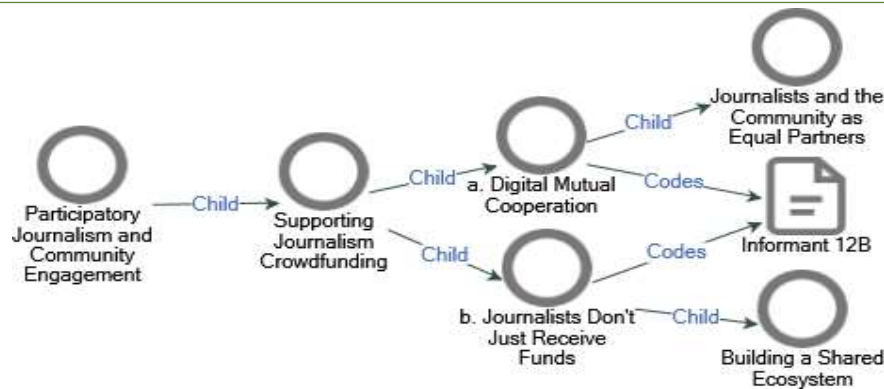 Participatory
Journalism and
Community
Engagement
Child
Supporting
Journalism
Crowdfunding
Child
Child
a. Digital Mutual
Cooperation
b. Journalists Don't
Just Receive
Funds
Child
Codes
Codes
Child
Journalists and the
Community as
Equal Partners
Informant 12B
Building a Shared
Ecosystem